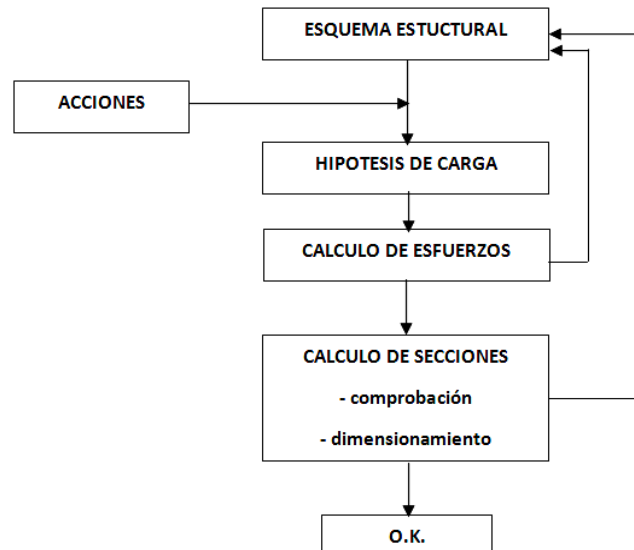 ESQUEMA ESTUCTURAL
ACCIONES
HIPOTESIS DE CARGA
CALCULO DE ESFUERZOS
CALCULO DE SECCIONES
- comprobación
- dimensionamiento
O.K.